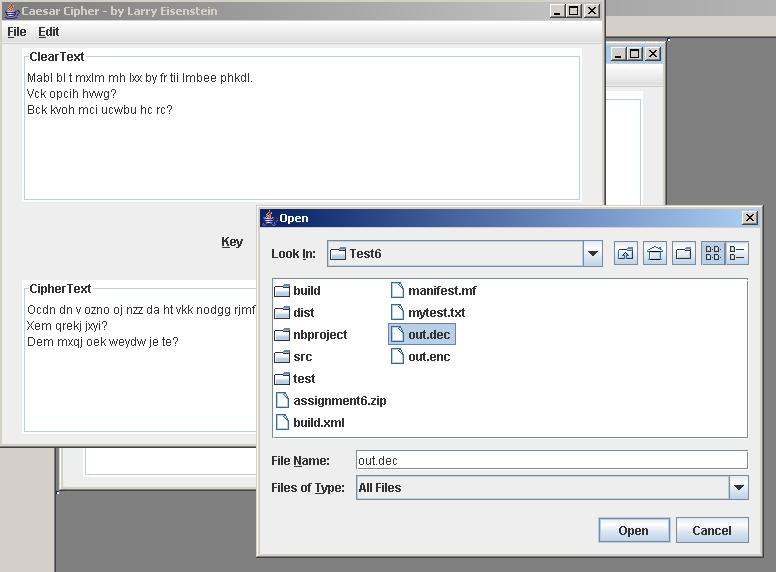 Caesar Cipher - by Larry Eisenstein
File Edit
ClearText
Mabl bl t mxlm mh lxx by fr tii lmbee phkdl.
Vck opcih hvwg?
Bck kvoh mci ucwbu hc rc?
Key
CipherText
Ocdn dn v ozno oj nzz da ht vkk nodgg rjmf
Xem qrekj jxyi?
Dem mxqj oek weydw je te?
Open
Look In: Test6
build manifest.mf
dist mytest.txt
nbproject out.dec
src out.enc
test
assignment6.zip
build.xml
File Name: out.dec
Files of Type: All Files
Open Cancel